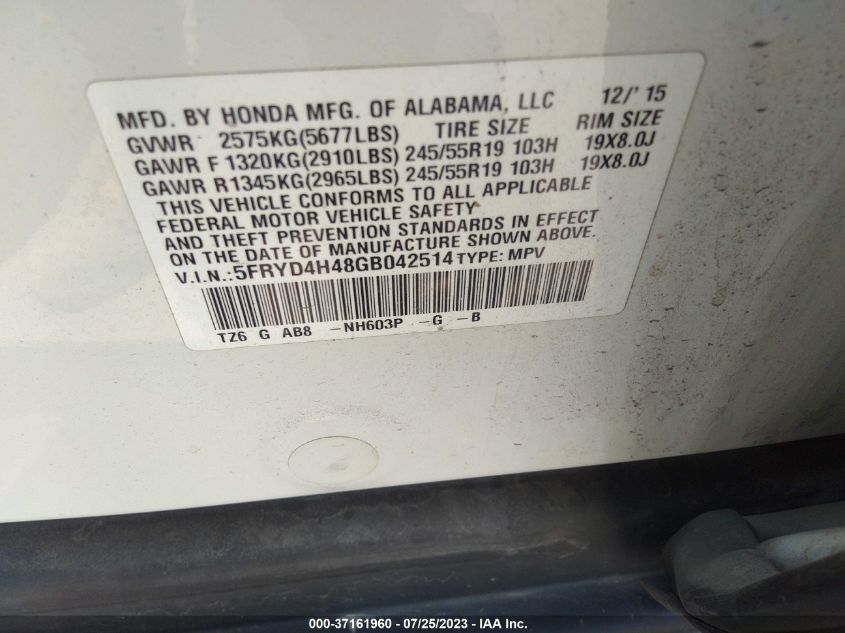 MFD. BY HONDA MFG. OF ALABAMA, LLC 12/' 15
GVWR 2575KG(5677LBS) TIRE SIZE RIM SIZE
GAWR F 1320KG(2910LBS) 245/55R19 103H 19X8.0J
GAWR R1345KG(2965LBS) 245/55R19 103H 19X8.0J
THIS VEHICLE CONFORMS TO ALL APPLICABLE
FEDERAL MOTOR VEHICLE SAFETY
AND THEFT PREVENTION STANDARDS IN EFFECT
ON THE DATE OF MANUFACTURE SHOWN ABOVE.
V.I.N.:5FRYD4H48GB042514 TYPE: MPV
TZ6 G AB8 -NH603P -G -B
000-37161960 - 07/25/2023 - IAA Inc.